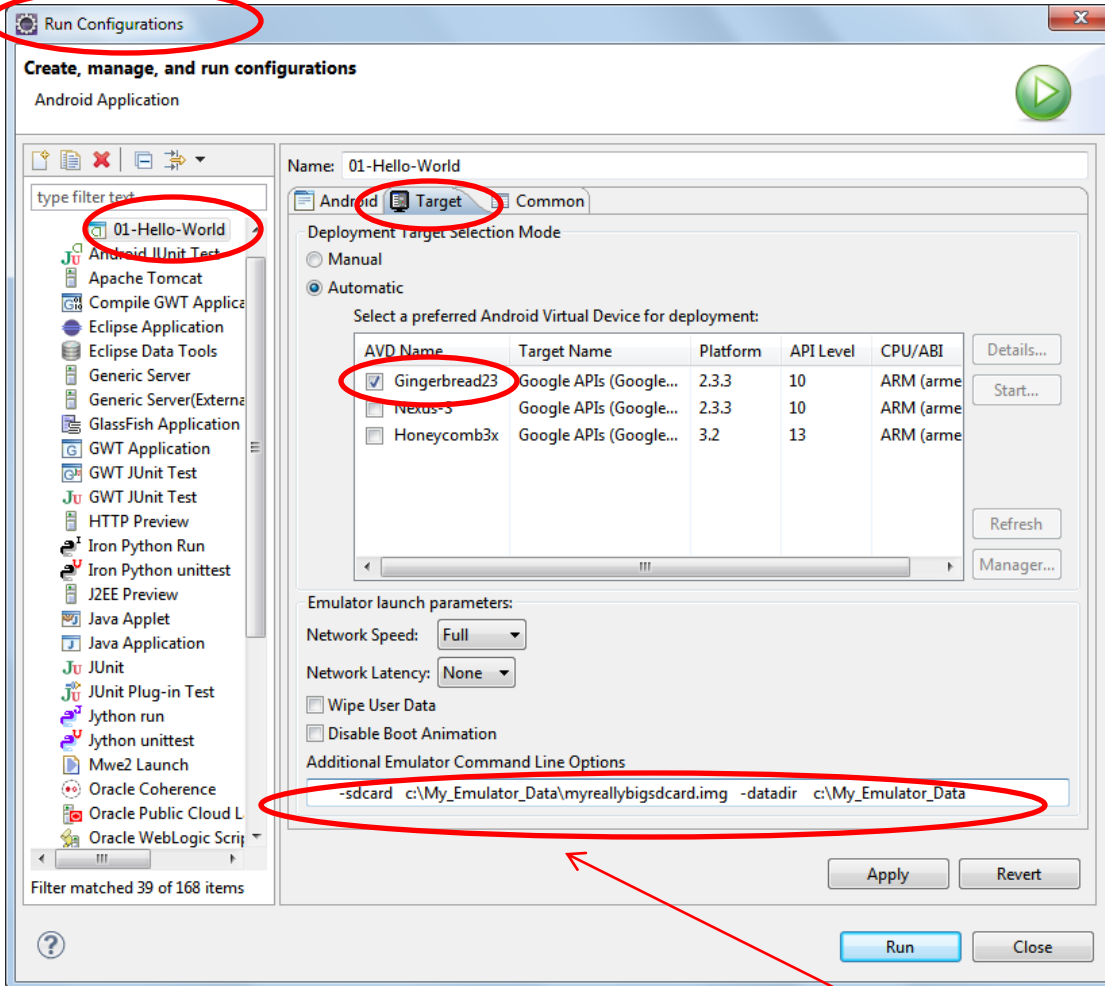 Run Configurations
Create, manage, and run configurations
Android Application
type filter text
01-Hello-World
Android JUnit Test
Apache Tomcat
Compile GWT Applica
Eclipse Application
Eclipse Data Tools
Generic Server
Generic Server(Externa
GlassFish Application
GWT Application
GWT JUnit Test
GWT JUnit Test
HTTP Preview
Iron Python Run
Iron Python unittest
J2EE Preview
Java Applet
Java Application
JUnit
JUnit Plug-in Test
Jython run
Jython unittest
Mwe2 Launch
Oracle Coherence
Oracle Public Cloud L
Oracle WebLogic Scrip
Filter matched 39 of 168 items
Name: 01-Hello-World
Android Target Common
Deployment Target Selection Mode
Manual
Automatic
Select a preferred Android Virtual Device for deployment:
AVD Name Target Name Platform API Level CPU/ABI
Gingerbread23 Google APIs (Google... 2.3.3 10 ARM (arme
Nexus-S Google APIs (Google... 2.3.3 10 ARM (arme
Honeycomb3x Google APIs (Google... 3.2 13 ARM (arme
Details...
Start...
Refresh
Manager...
Emulator launch parameters:
Network Speed: Full
Network Latency: None
Wipe User Data
Disable Boot Animation
Additional Emulator Command Line Options
-sdcard c:\My_Emulator_Data\myreallybigsdcard.img -datadir c:\My_Emulator_Data
Apply Revert
Run Close